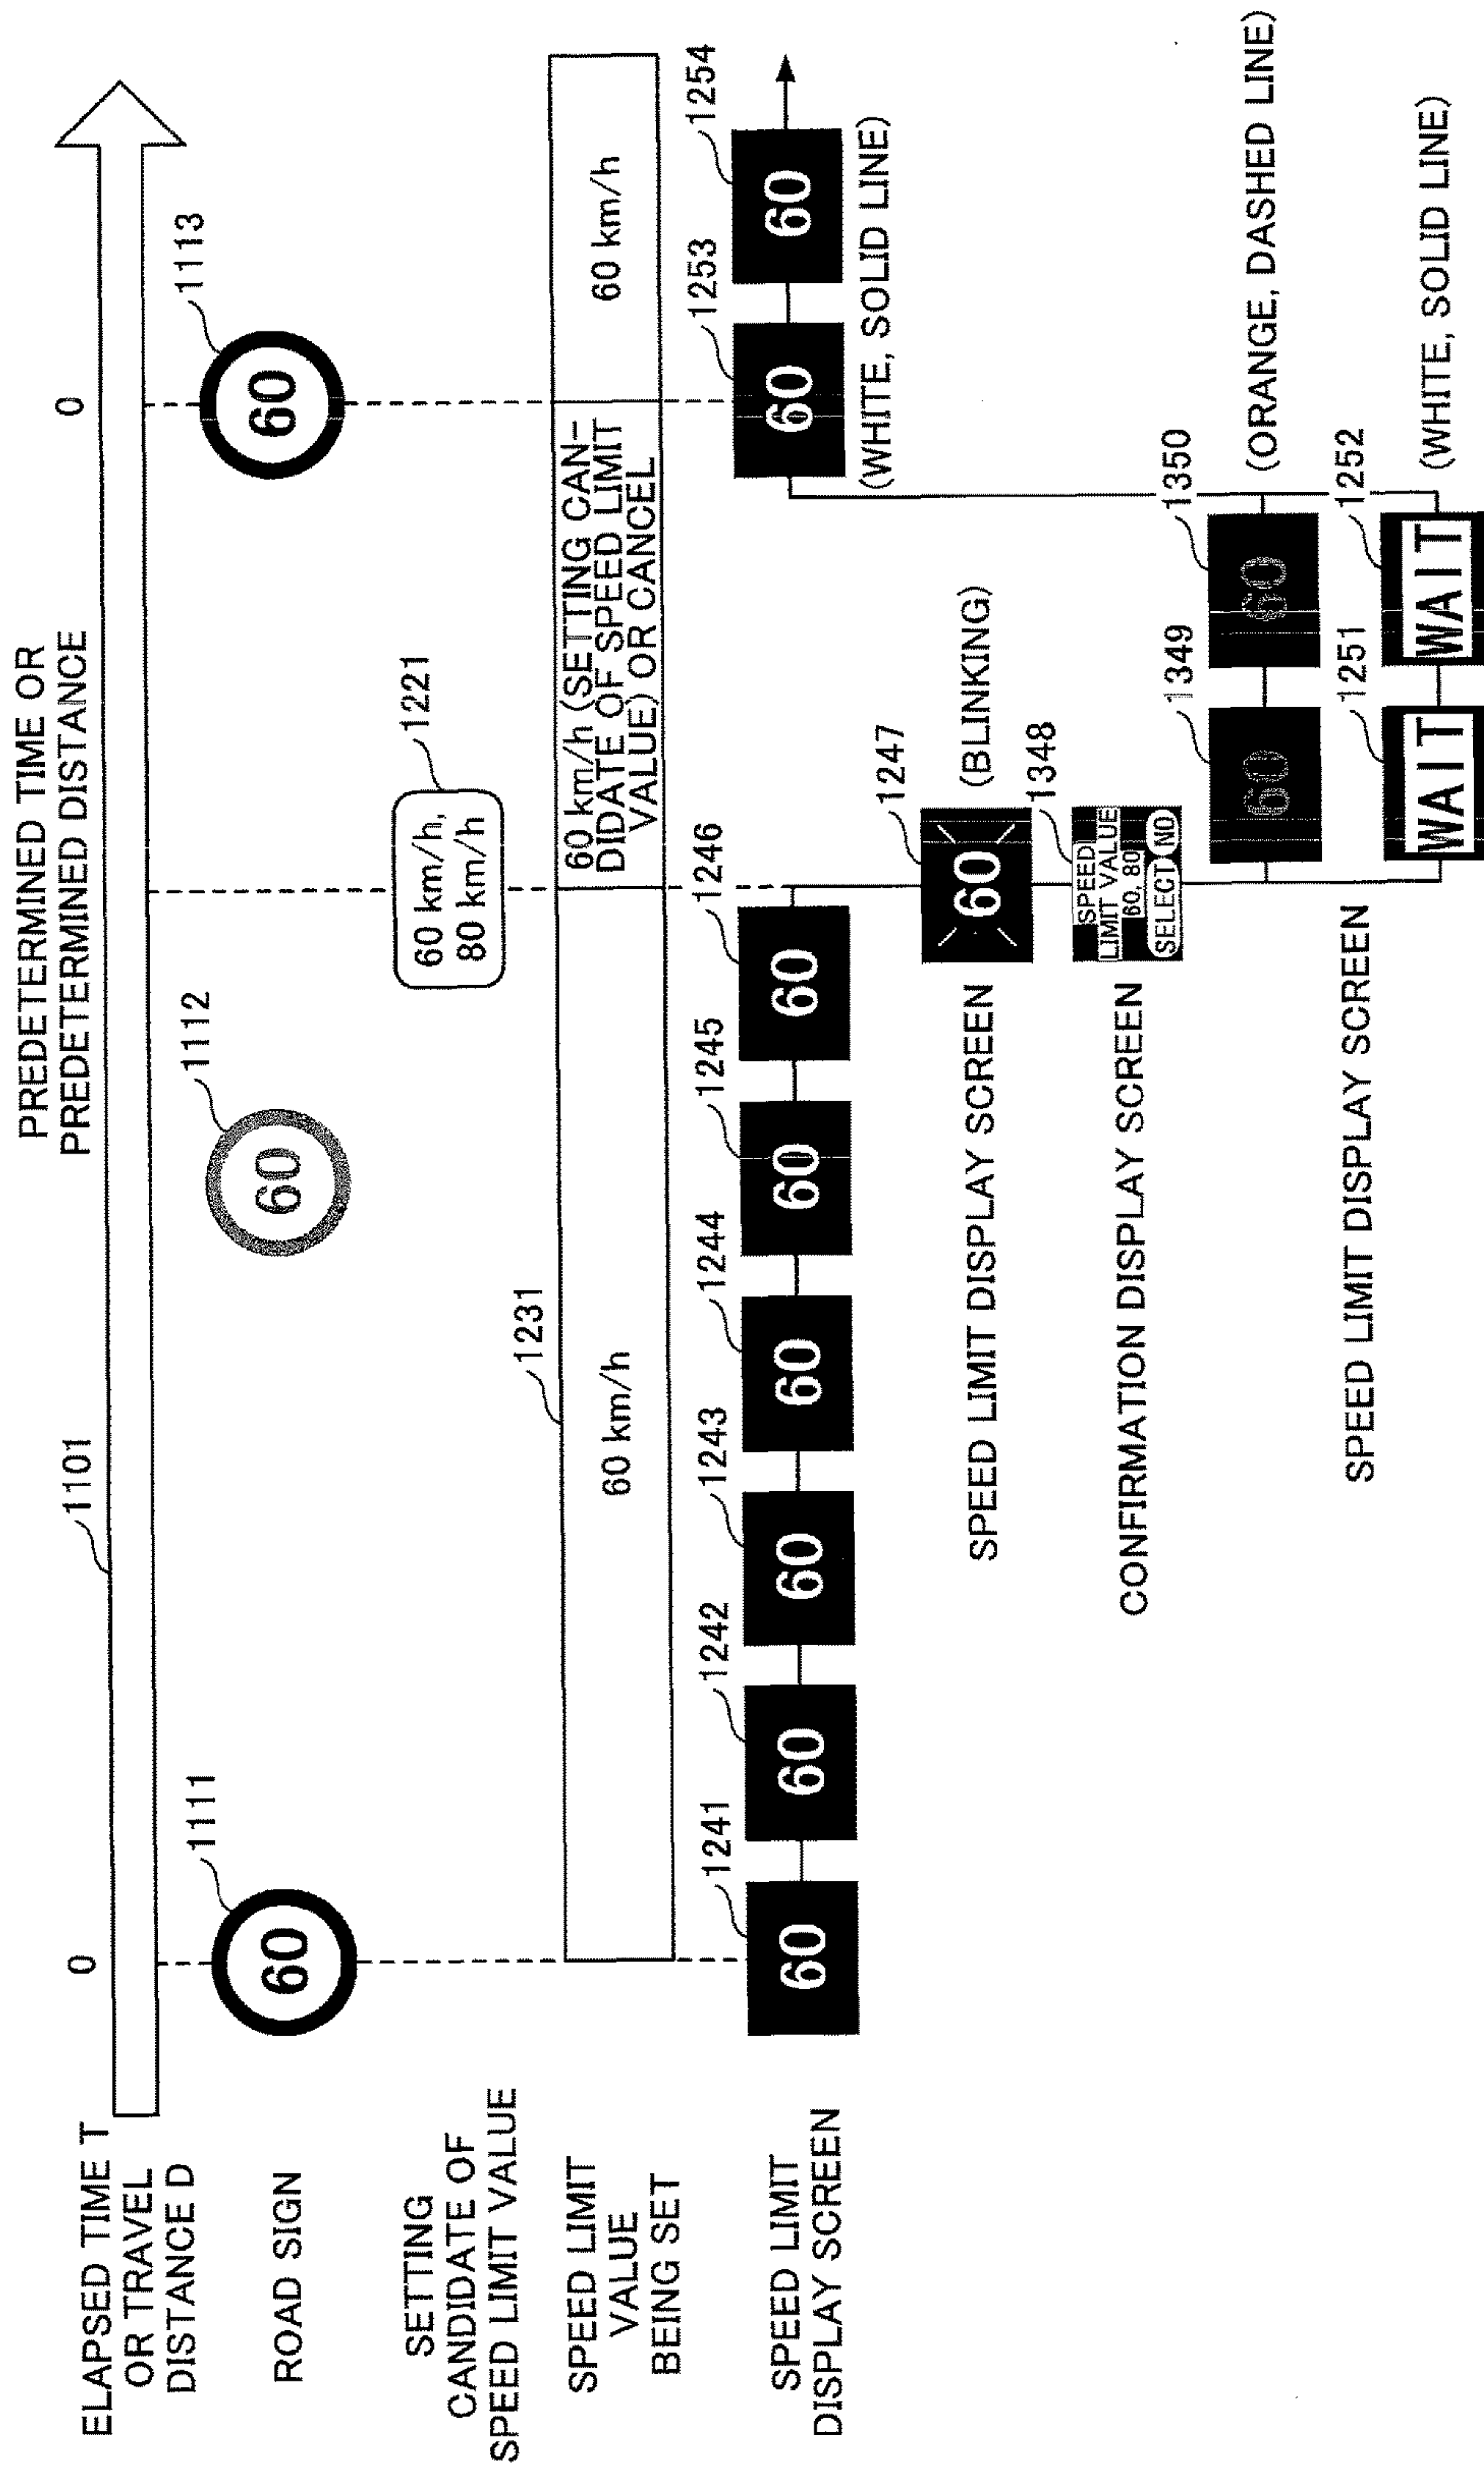 PREDETERMINED TIME OR
PREDETERMINED DISTANCE
ELAPSED TIME T
OR TRAVEL
DISTANCE D
0
1101
0
ROAD SIGN
1111
60
1112
60
1113
60
SETTING
CANDIDATE OF
SPEED LIMIT VALUE
60 km/h,
80 km/h
1221
SPEED LIMIT
VALUE
BEING SET
1231
60 km/h
60 km/h (SETTING CAN-
DIDATE OF SPEED LIMIT
VALUE) OR CANCEL
60 km/h
SPEED LIMIT
DISPLAY SCREEN
1241
60
1242
60
1243
60
1244
60
1245
60
1246
60
1253
60
1254
60
(WHITE, SOLID LINE)
SPEED LIMIT DISPLAY SCREEN
1247
60
(BLINKING)
CONFIRMATION DISPLAY SCREEN
1348
SPEED
LIMIT VALUE
60, 80
SELECT NO
SPEED LIMIT DISPLAY SCREEN
1349
60
1350
60
(ORANGE, DASHED LINE)
1251
WAIT
1252
WAIT
(WHITE, SOLID LINE)